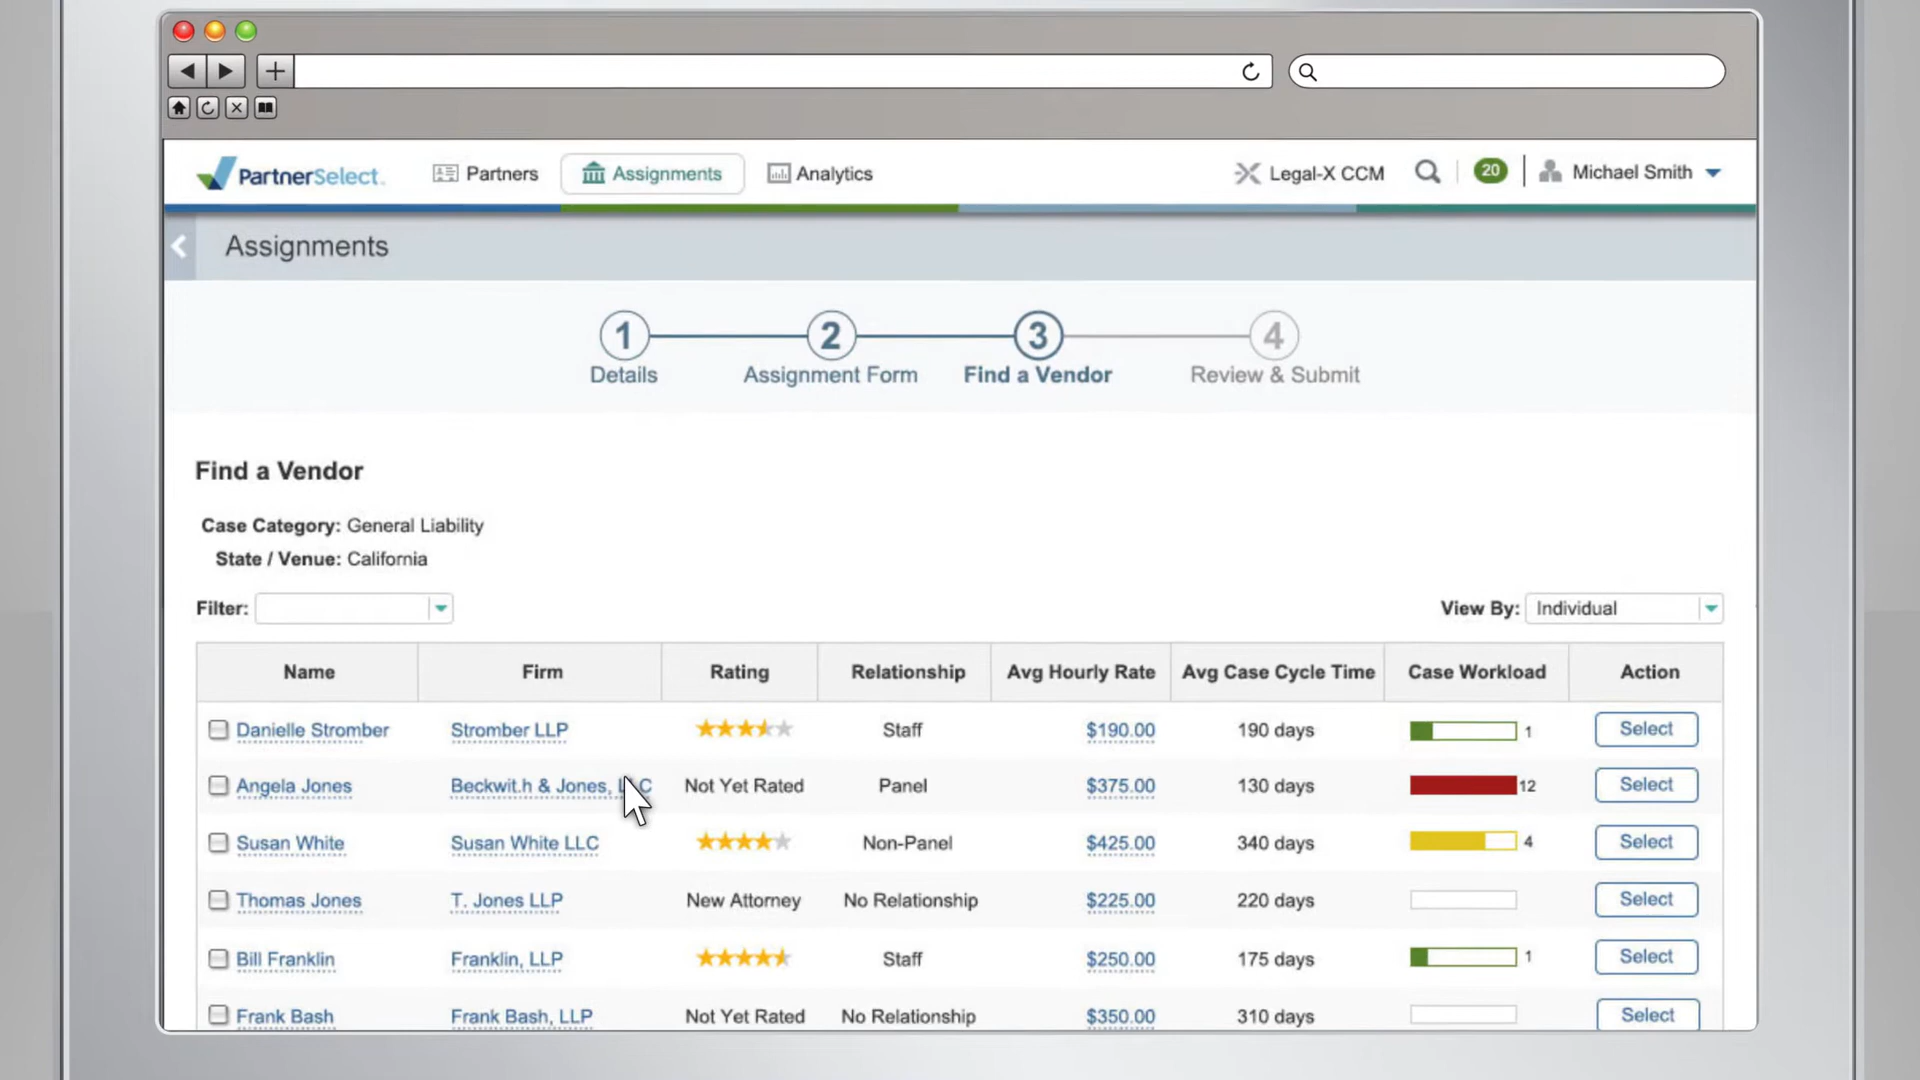 PartnerSelect. Partners Assignments Analytics Legal-X CCM 20 Michael Smith
Assignments
1 2 3 4
Details Assignment Form Find a Vendor Review & Submit
Find a Vendor
Case Category: General Liability
State / Venue: California
Filter: View By: Individual
Name Firm Rating Relationship Avg Hourly Rate Avg Case Cycle Time Case Workload Action
Danielle Stromber Stromber LLP Staff $190.00 190 days 1 Select
Angela Jones Beckwit.h & Jones, LLC Not Yet Rated Panel $375.00 130 days 12 Select
Susan White Susan White LLC Non-Panel $425.00 340 days 4 Select
Thomas Jones T. Jones LLP New Attorney No Relationship $225.00 220 days Select
Bill Franklin Franklin, LLP Staff $250.00 175 days 1 Select
Frank Bash Frank Bash, LLP Not Yet Rated No Relationship $350.00 310 days Select